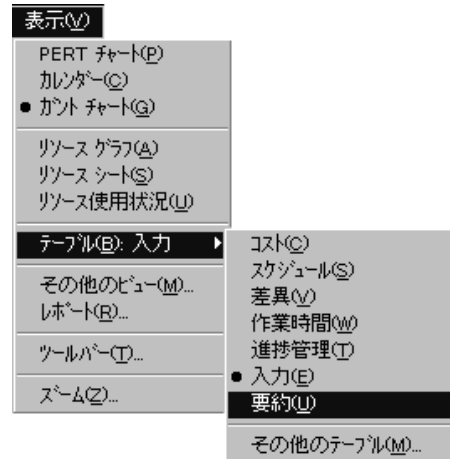 表示(V)
PERT ﾁｬｰﾄ(P)
ｶﾚﾝﾀﾞｰ(C)
● ｶﾞﾝﾄ ﾁｬｰﾄ(G)
ﾘｿｰｽ ｸﾞﾗﾌ(A)
ﾘｿｰｽ ｼｰﾄ(S)
ﾘｿｰｽ使用状況(U)
ﾃｰﾌﾞﾙ(B): 入力
その他のﾋﾞｭｰ(M)...
ﾚﾎﾟｰﾄ(R)...
ﾂｰﾙﾊﾞｰ(T)...
ｽﾞｰﾑ(Z)...
ｺｽﾄ(C)
ｽｹｼﾞｭｰﾙ(S)
差異(V)
作業時間(W)
進捗管理(T)
● 入力(E)
要約(U)
その他のﾃｰﾌﾞﾙ(M)...